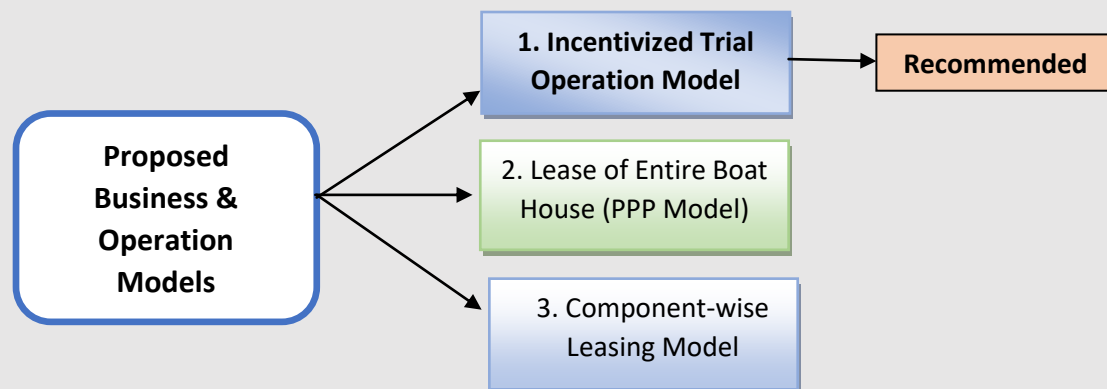 Proposed
Business &
Operation
Models
1. Incentivized Trial
Operation Model
Recommended
2. Lease of Entire Boat
House (PPP Model)
3. Component-wise
Leasing Model